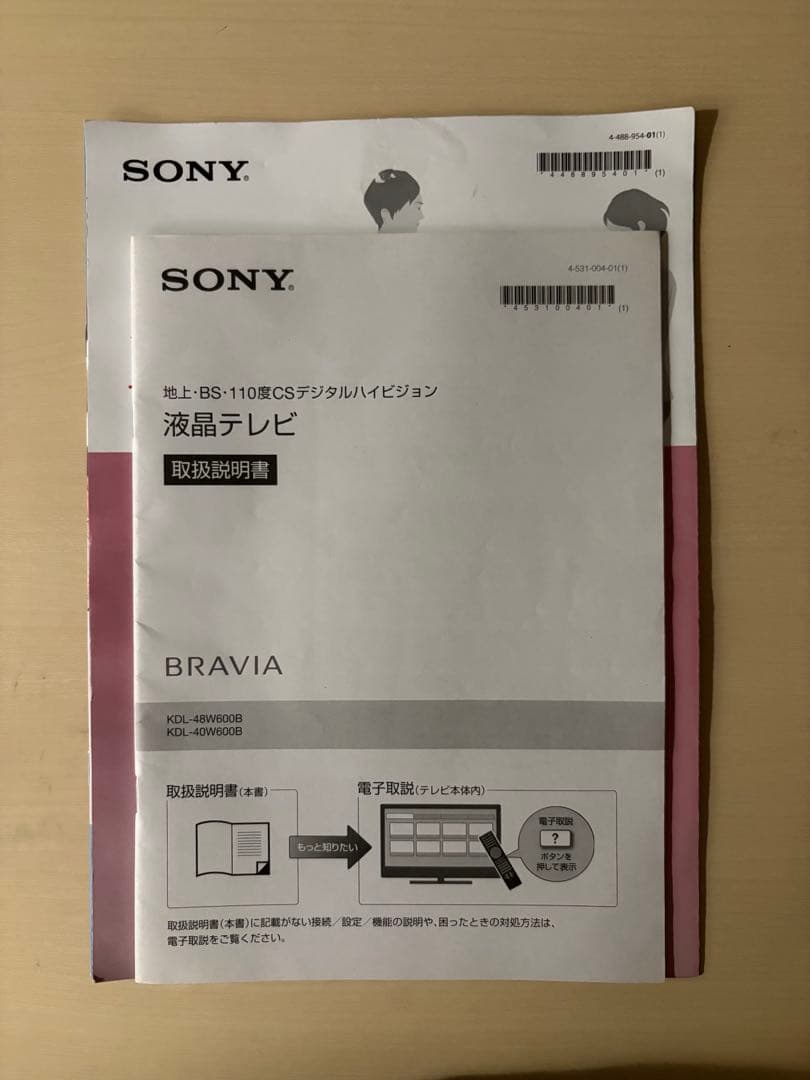 4-488-954-01(1)
*448895401*
(1)
SONY®
SONY®
4-531-004-01(1)
*453100401*
(1)
地上・BS・110度CSデジタルハイビジョン
液晶テレビ
取扱説明書
BRAVIA
KDL-48W600B
KDL-40W600B
取扱説明書(本書)
電子取説(テレビ本体内)
もっと知りたい
電子取説
?
ボタンを
押して表示
取扱説明書(本書)に記載がない接続/設定/機能の説明や、困ったときの対処方法は、
電子取説をご覧ください。